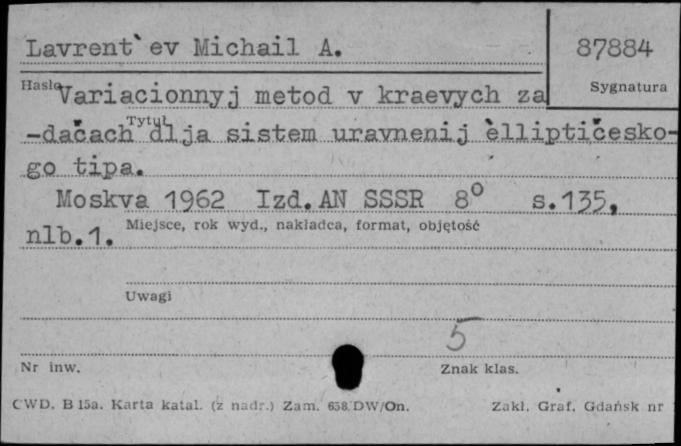 Lavrent'ev Michail A. 87884
Hasło Sygnatura
Variacionnyj metod v kraevych za
Tytuł
-dačach dlja sistem uravnenij èlliptičesko-
go tipa.
Moskva 1962 Izd.AN SSSR 8° s.135,
Miejsce, rok wyd., nakładca, format, objętość
nlb.1.
Uwagi
5
Nr inw. Znak klas.
CWD. B 15a. Karta katal. (z nadr.) Zam. 658/DW/On. Zakł. Graf. Gdańsk nr